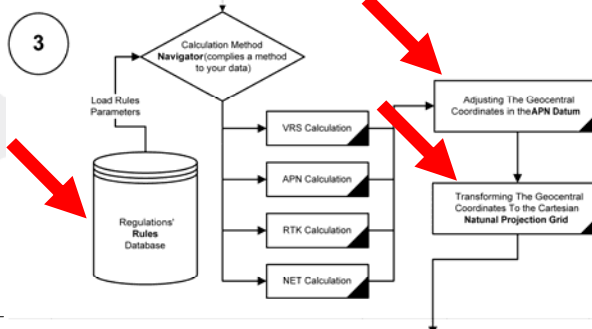 3
Calculation Method
Navigator(complies a method
to your data)
Load Rules
Parameters
Regulations'
Rules
Database
VRS Calculation
APN Calculation
RTK Calculation
NET Calculation
Adjusting The Geocentral
Coordinates in theAPN Datum
Transforming The Geocentral
Coordinates To the Cartesian
Natunal Projection Grid